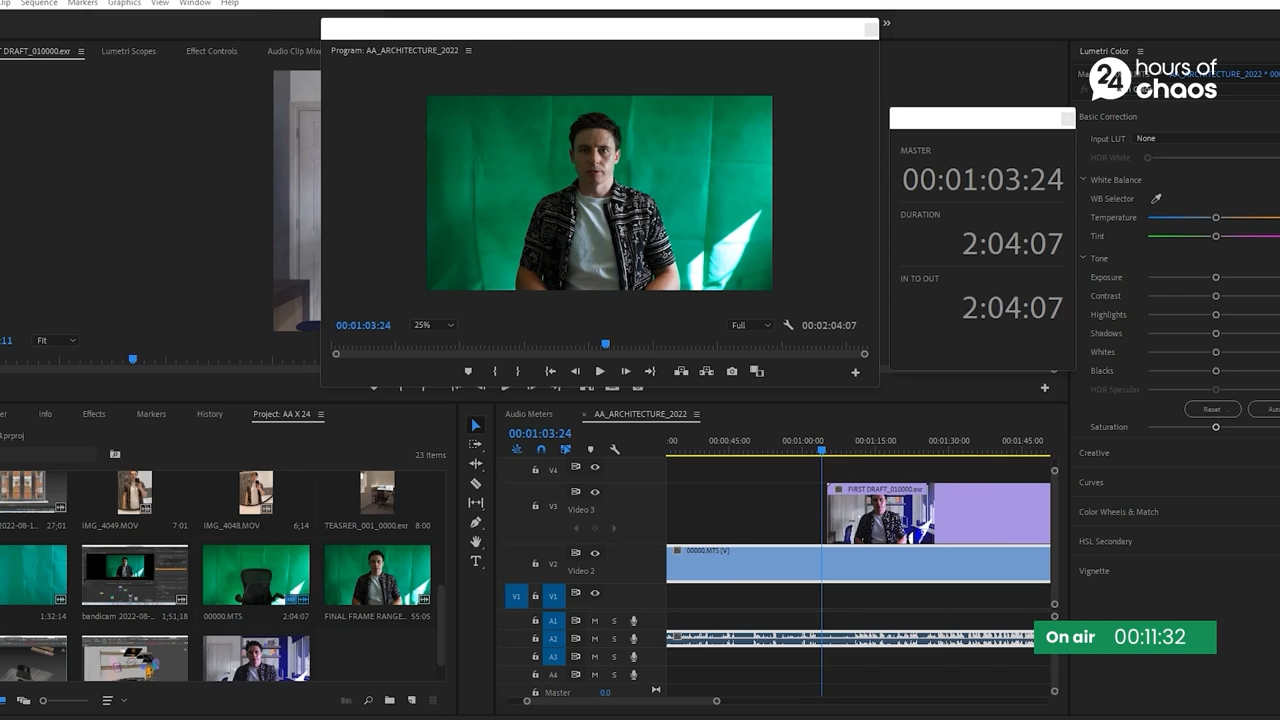 Clip Sequence Markers Graphics View Window Help
T DRAFT_010000.exr Lumetri Scopes Effect Controls Audio Clip Mixe
:11 Fit
Program: AA_ARCHITECTURE_2022
00:01:03:24 25% Full 00:02:04:07
MASTER
00:01:03:24
DURATION
2:04:07
IN TO OUT
2:04:07
24 hours of
chaos
Lumetri Color
AA_ARCHITECTURE_2022 * 00
Basic Correction
Input LUT None
HDR White
White Balance
WB Selector
Temperature
Tint
Tone
Exposure
Contrast
Highlights
Shadows
Whites
Blacks
HDR Specular
Reset Aut
Saturation
Creative
Curves
Color Wheels & Match
HSL Secondary
Vignette
er Info Effects Markers History Project: AA X 24
4.prproj
23 Items
2022-08-1... 27;01 IMG_4049.MOV 7:01 IMG_4048.MOV 6;14 TEASRER_001_0000.exr 8:00
1:32:14 bandicam 2022-08-... 1;51;18 00000.MTS 2:04:07 FINAL FRAME RANGE... 55:05
Audio Meters × AA_ARCHITECTURE_2022
00:01:03:24
:00 00:00:45:00 00:01:00:00 00:01:15:00 00:01:30:00 00:01:45:00
V4
V3
Video 3
FIRST DRAFT_010000.exr
V2
Video 2
00000.MTS [V]
V1 V1
A1 M S
A2 M S
A3 M S
A4 M S
Master 0.0
On air 00:11:32